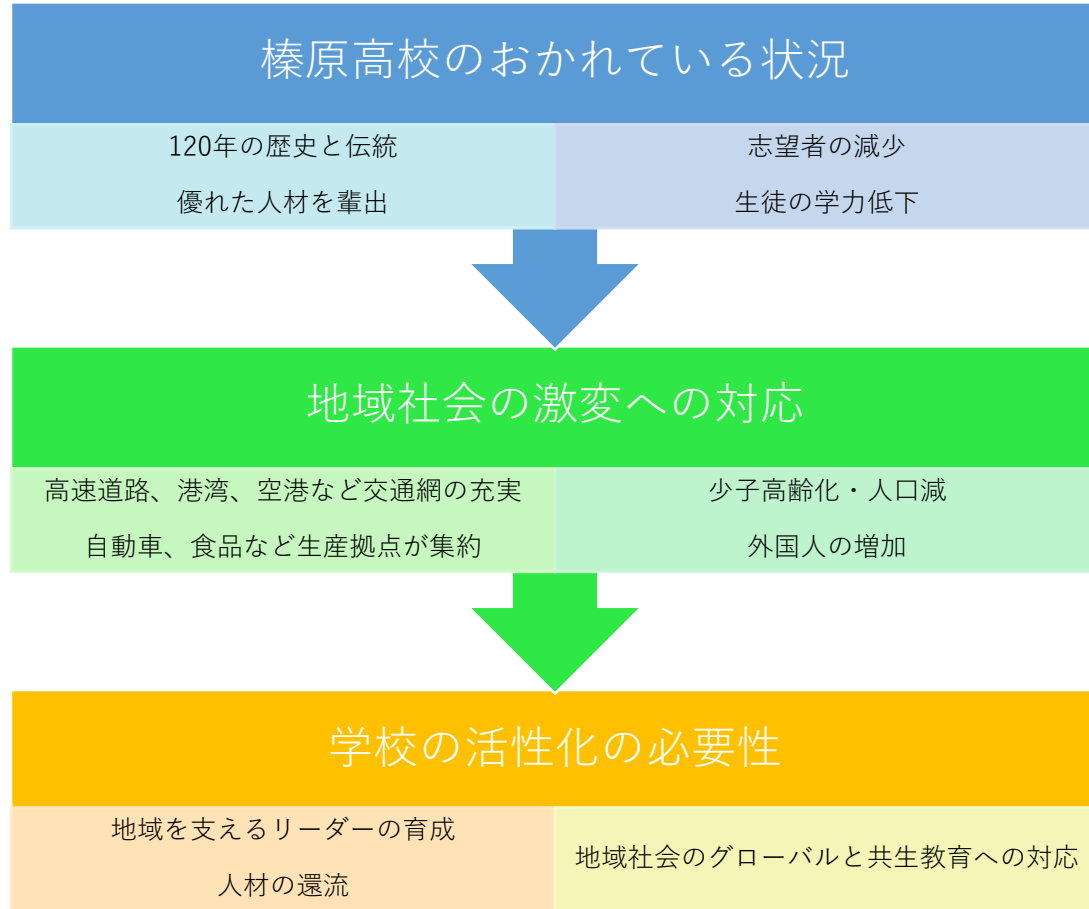 榛原高校のおかれている状況
120年の歴史と伝統
優れた人材を輩出
志望者の減少
生徒の学力低下
地域社会の激変への対応
高速道路、港湾、空港など交通網の充実
自動車、食品など生産拠点が集約
少子高齢化・人口減
外国人の増加
学校の活性化の必要性
地域を支えるリーダーの育成
人材の還流
地域社会のグローバルと共生教育への対応